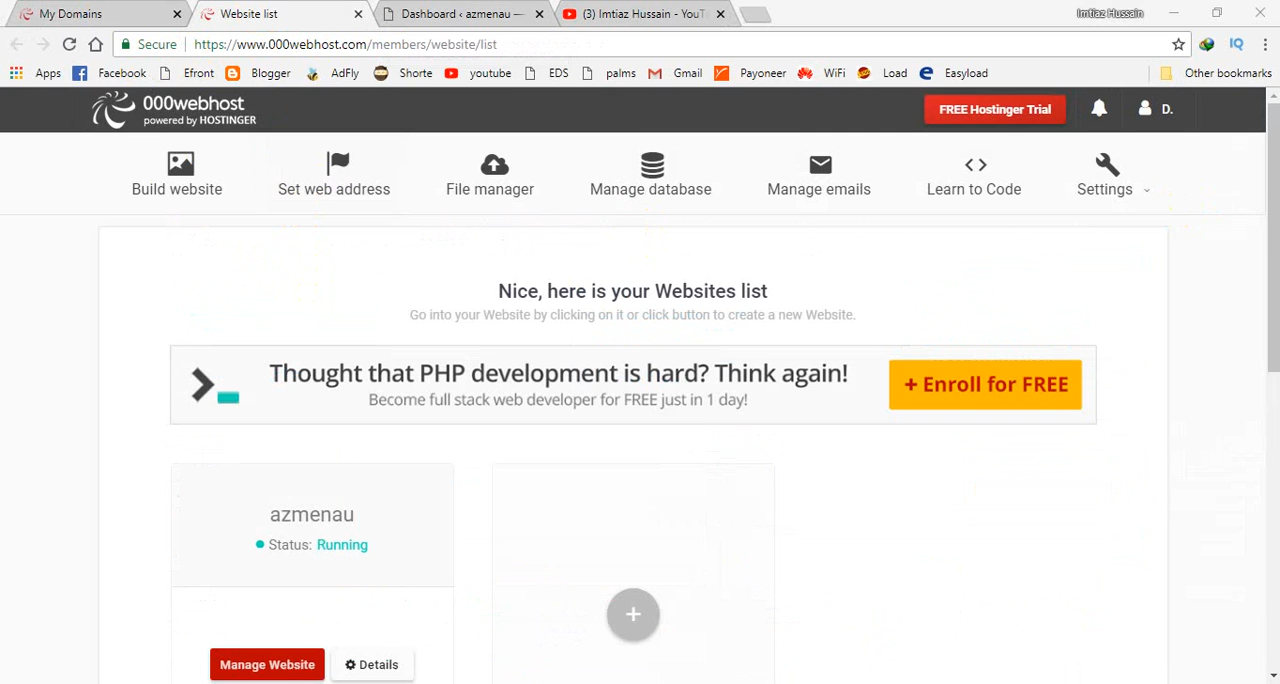 My Domains
Website list
Dashboard ‹ azmenau —
(3) Imtiaz Hussain - YouT
Imtiaz Hussain
Secure
https://www.000webhost.com/members/website/list
IQ
Apps
Facebook
Efront
Blogger
AdFly
Shorte
youtube
EDS
palms
Gmail
Payoneer
WiFi
Load
Easyload
Other bookmarks
000webhost
powered by HOSTINGER
FREE Hostinger Trial
D.
Build website
Set web address
File manager
Manage database
Manage emails
Learn to Code
Settings
Nice, here is your Websites list
Go into your Website by clicking on it or click button to create a new Website.
Thought that PHP development is hard? Think again!
Become full stack web developer for FREE just in 1 day!
+ Enroll for FREE
azmenau
Status: Running
Manage Website
Details